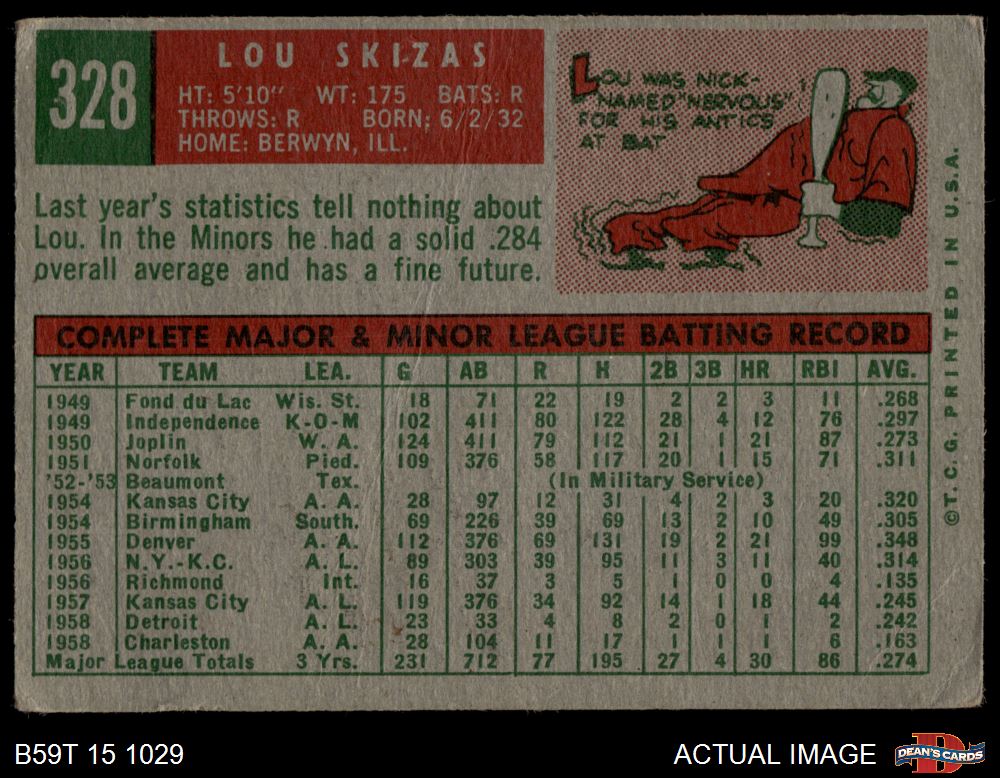 328
LOU SKIZAS
HT: 5'10" WT: 175 BATS: R
THROWS: R BORN: 6/2/32
HOME: BERWYN, ILL.
LOU WAS NICK-
NAMED "NERVOUS"
FOR HIS ANTICS
AT BAT
Last year's statistics tell nothing about
Lou. In the Minors he had a solid .284
overall average and has a fine future.
COMPLETE MAJOR & MINOR LEAGUE BATTING RECORD
YEAR TEAM LEA. G AB R H 2B 3B HR RBI AVG.
1949 Fond du Lac Wis. St. 18 71 22 19 2 2 3 11 .268
1949 Independence K-O-M 102 411 80 122 28 4 12 76 .297
1950 Joplin W. A. 124 411 79 112 21 1 21 87 .273
1951 Norfolk Pied. 109 376 58 117 20 1 15 71 .311
'52-'53 Beaumont Tex. (In Military Service)
1954 Kansas City A. A. 28 97 12 31 4 2 3 20 .320
1954 Birmingham South. 69 226 39 69 13 2 10 49 .305
1955 Denver A. A. 112 376 69 131 19 2 21 99 .348
1956 N.Y.-K.C. A. L. 89 303 39 95 11 3 11 40 .314
1956 Richmond Int. 16 37 3 5 1 0 0 4 .135
1957 Kansas City A. L. 119 376 34 92 14 1 18 44 .245
1958 Detroit A. L. 23 33 4 8 2 0 1 2 .242
1958 Charleston A. A. 28 104 11 17 1 1 1 6 .163
Major League Totals 3 Yrs. 231 712 77 195 27 4 30 86 .274
©T.C.G. PRINTED IN U.S.A.
B59T 15 1029
ACTUAL IMAGE
DEAN'S CARDS